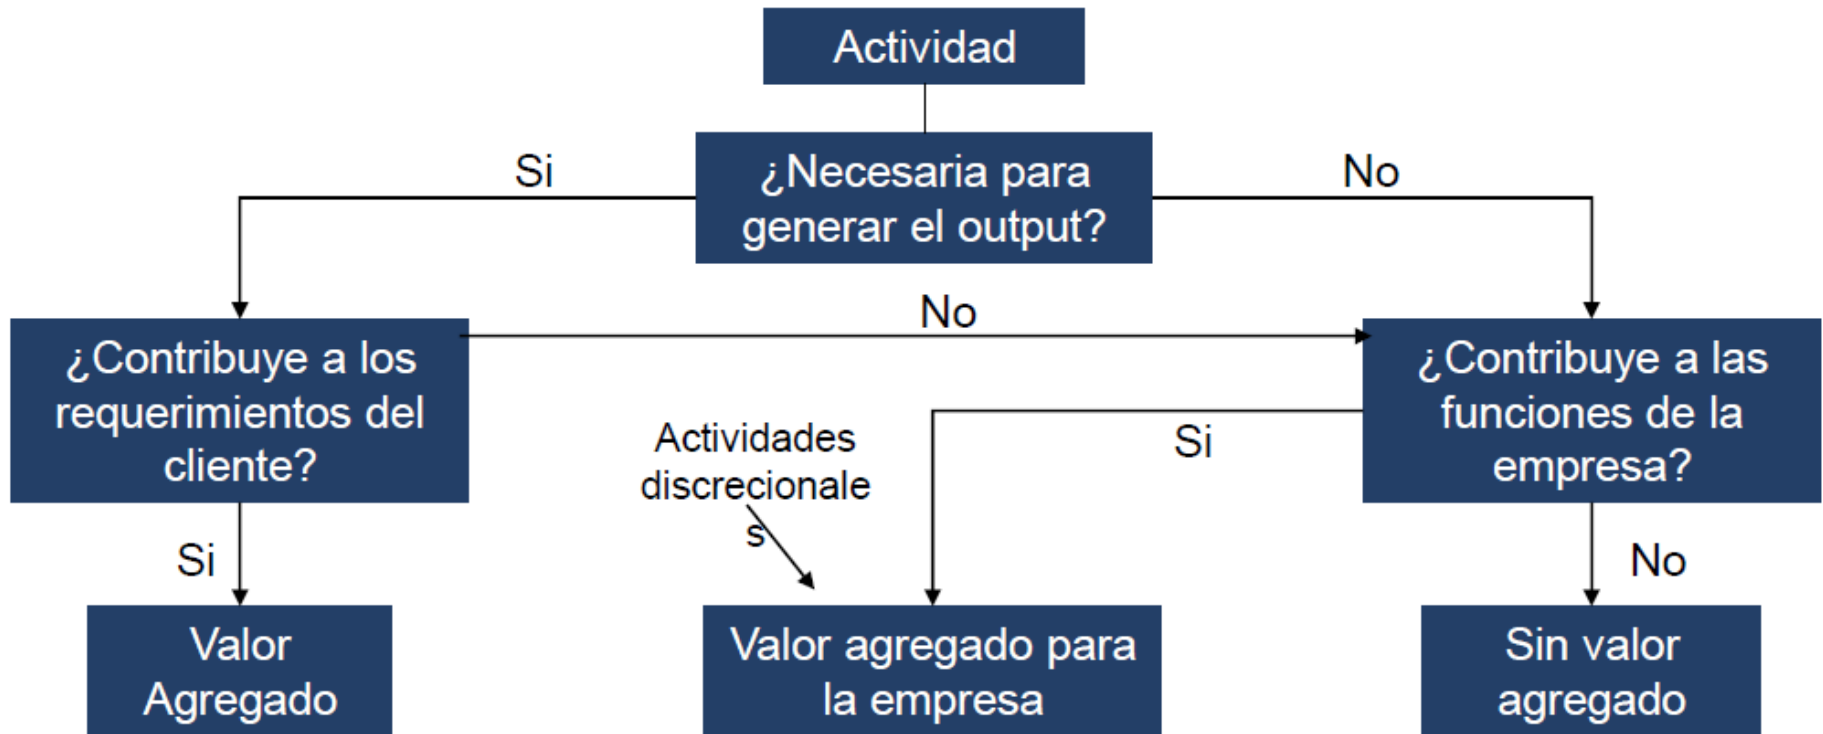 Actividad
Si
¿Necesaria para
generar el output?
No
No
¿Contribuye a los
requerimientos del
cliente?
¿Contribuye a las
funciones de la
empresa?
Actividades
discrecionale
s
Si
Si
No
Valor
Agregado
Valor agregado para
la empresa
Sin valor
agregado